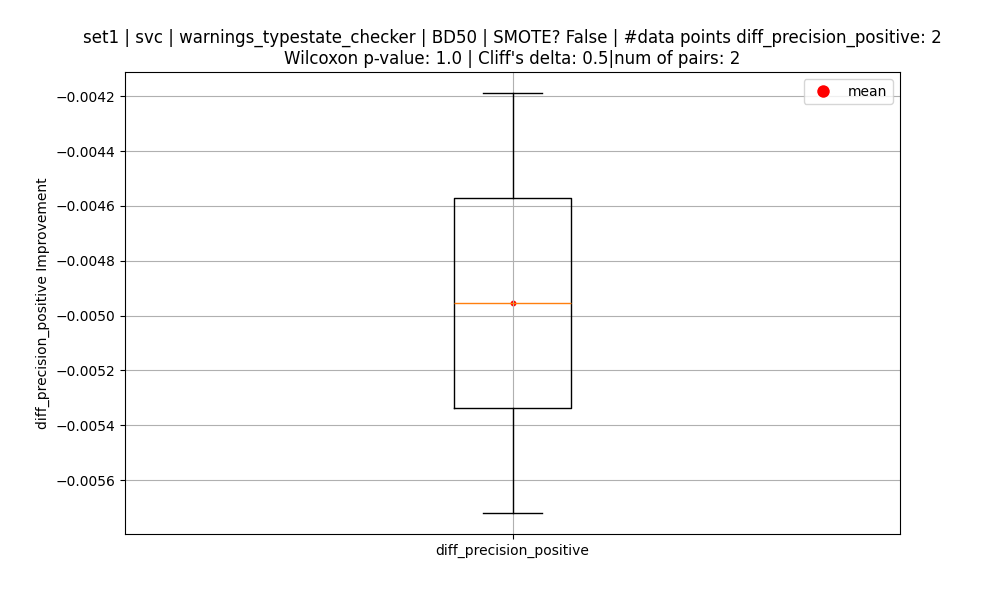 set1 | svc | warnings_typestate_checker | BD50 | SMOTE? False | #data points diff_precision_positive: 2
Wilcoxon p-value: 1.0 | Cliff's delta: 0.5|num of pairs: 2
mean
diff_precision_positive Improvement
−0.0042
−0.0044
−0.0046
−0.0048
−0.0050
−0.0052
−0.0054
−0.0056
diff_precision_positive